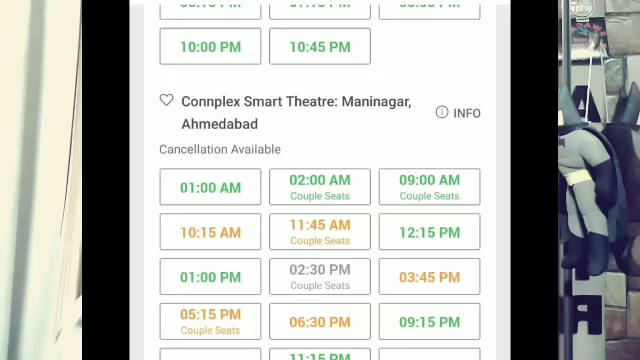 10:00 PM 10:45 PM
Connplex Smart Theatre: Maninagar,
Ahmedabad
INFO
Cancellation Available
01:00 AM 02:00 AM 09:00 AM
Couple Seats Couple Seats
10:15 AM 11:45 AM 12:15 PM
Couple Seats
01:00 PM 02:30 PM 03:45 PM
Couple Seats
05:15 PM 06:30 PM 09:15 PM
Couple Seats
11:15 PM